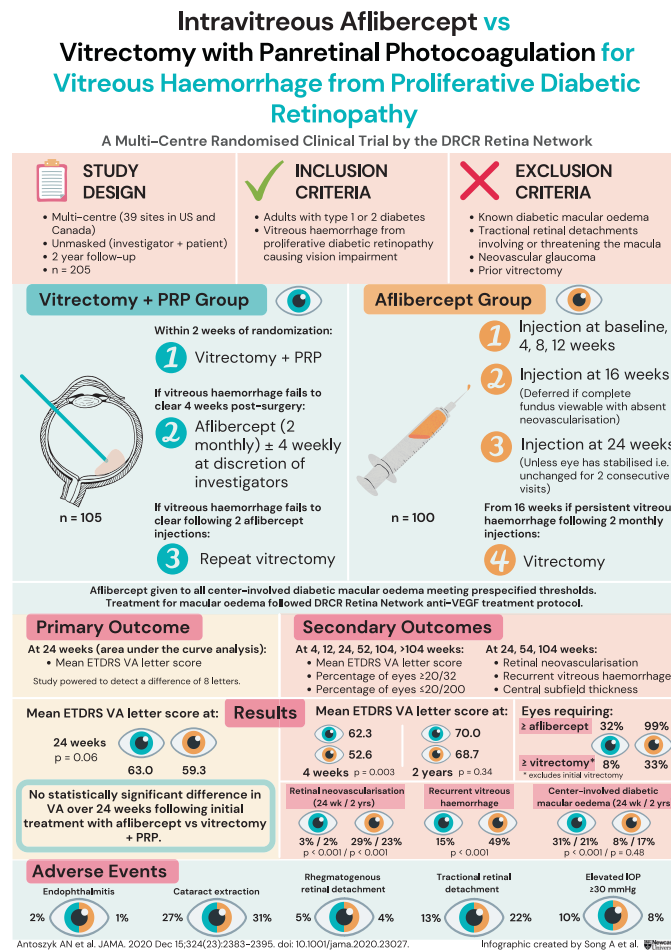 Intravitreous Aflibercept vs
Vitrectomy with Panretinal Photocoagulation for
Vitreous Haemorrhage from Proliferative Diabetic
Retinopathy
A Multi-Centre Randomised Clinical Trial by the DRCR Retina Network
STUDY
DESIGN
• Multi-centre (39 sites in US and
Canada)
• Unmasked (investigator + patient)
• 2 year follow-up
• n = 205
INCLUSION
CRITERIA
• Adults with type 1 or 2 diabetes
• Vitreous haemorrhage from
proliferative diabetic retinopathy
causing vision impairment
EXCLUSION
CRITERIA
• Known diabetic macular oedema
• Tractional retinal detachments
involving or threatening the macula
• Neovascular glaucoma
• Prior vitrectomy
Vitrectomy + PRP Group
Within 2 weeks of randomization:
1 Vitrectomy + PRP
If vitreous haemorrhage fails to
clear 4 weeks post-surgery:
2 Aflibercept (2
monthly) ± 4 weekly
at discretion of
investigators
If vitreous haemorrhage fails to
clear following 2 aflibercept
injections:
3 Repeat vitrectomy
n = 105
Aflibercept Group
1 Injection at baseline,
4, 8, 12 weeks
2 Injection at 16 weeks
(Deferred if complete
fundus viewable with absent
neovascularisation)
3 Injection at 24 weeks
(Unless eye has stabilised i.e.
unchanged for 2 consecutive
visits)
From 16 weeks if persistent vitreou
haemorrhage following 2 monthly
injections:
4 Vitrectomy
n = 100
Aflibercept given to all center-involved diabetic macular oedema meeting prespecified thresholds.
Treatment for macular oedema followed DRCR Retina Network anti-VEGF treatment protocol.
Primary Outcome
At 24 weeks (area under the curve analysis):
• Mean ETDRS VA letter score
Study powered to detect a difference of 8 letters.
Secondary Outcomes
At 4, 12, 24, 52, 104, >104 weeks:
• Mean ETDRS VA letter score
• Percentage of eyes ≥20/32
• Percentage of eyes ≤20/200
At 24, 54, 104 weeks:
• Retinal neovascularisation
• Recurrent vitreous haemorrhage
• Central subfield thickness
Results
Mean ETDRS VA letter score at:
24 weeks
p = 0.06
63.0 59.3
No statistically significant difference in
VA over 24 weeks following initial
treatment with aflibercept vs vitrectomy
+ PRP.
Mean ETDRS VA letter score at:
62.3 70.0
52.6 68.7
4 weeks p = 0.003 2 years p = 0.34
Eyes requiring:
≥ aflibercept 32% 99%
≥ vitrectomy* 8% 33%
* excludes initial vitrectomy
Retinal neovascularisation
(24 wk / 2 yrs)
3% / 2% 29% / 23%
p < 0.001 / p < 0.001
Recurrent vitreous
haemorrhage
15% 49%
p < 0.001
Center-involved diabetic
macular oedema (24 wk / 2 yrs
31% / 21% 8% / 17%
p < 0.001 / p = 0.48
Adverse Events
Endophthalmitis
2% 1%
Cataract extraction
27% 31%
Rhegmatogenous
retinal detachment
5% 4%
Tractional retinal
detachment
13% 22%
Elevated IOP
≥30 mmHg
10% 8%
Antoszyk AN et al. JAMA. 2020 Dec 15;324(23):2383-2395. doi: 10.1001/jama.2020.23027.
Infographic created by Song A et al.